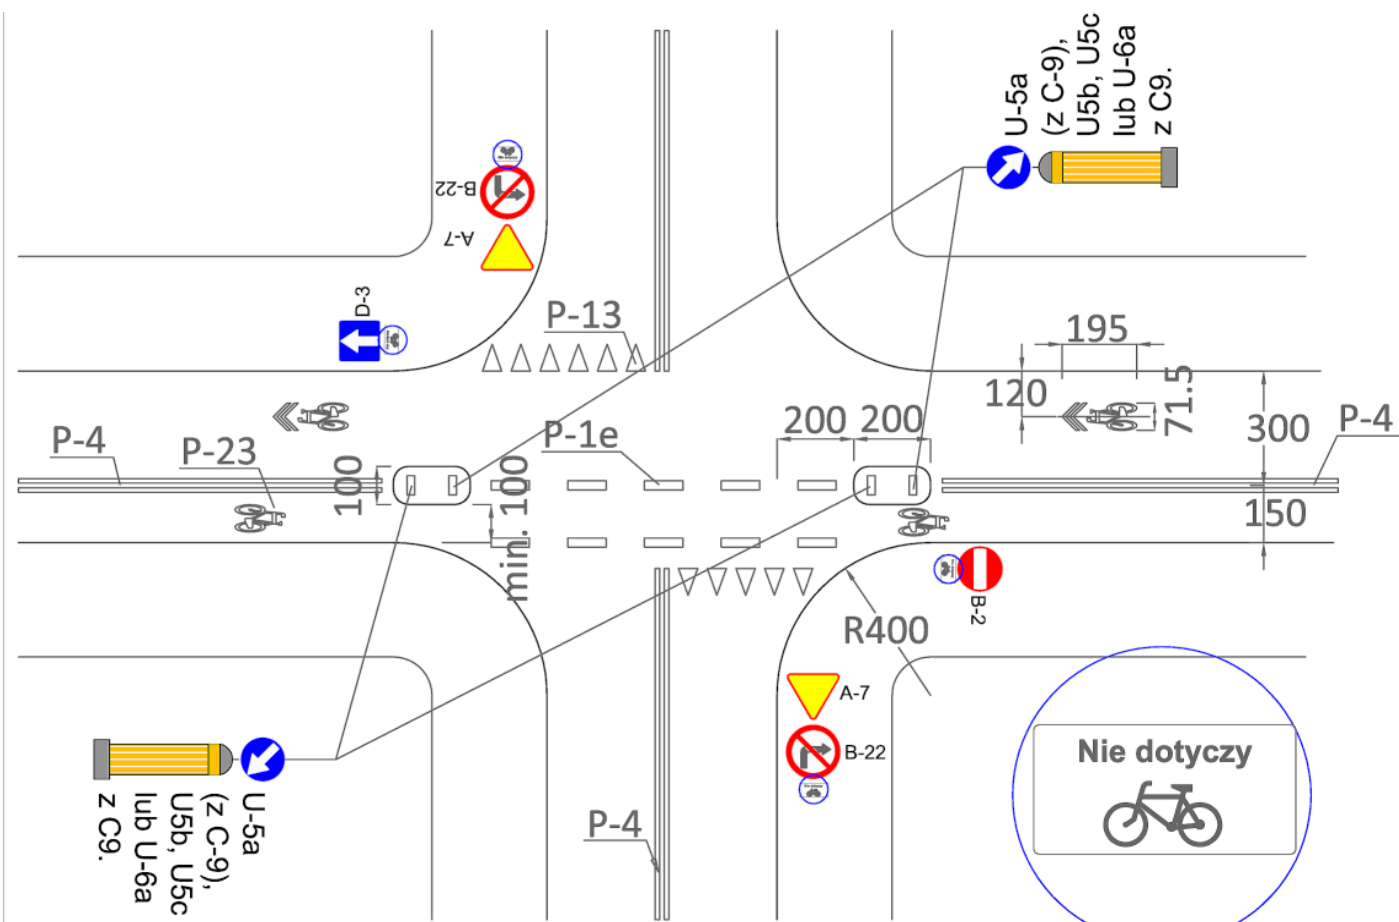 U-5a
(z C-9),
U5b, U5c
lub U-6a
z C9.
B-22
A-7
D-3
P-13
195
120
71.5
P-4
P-23
100
P-1e
min. 100
200
200
300
P-4
150
B-2
R400
A-7
B-22
P-4
U-5a
(z C-9),
U5b, U5c
lub U-6a
z C9.
Nie dotyczy